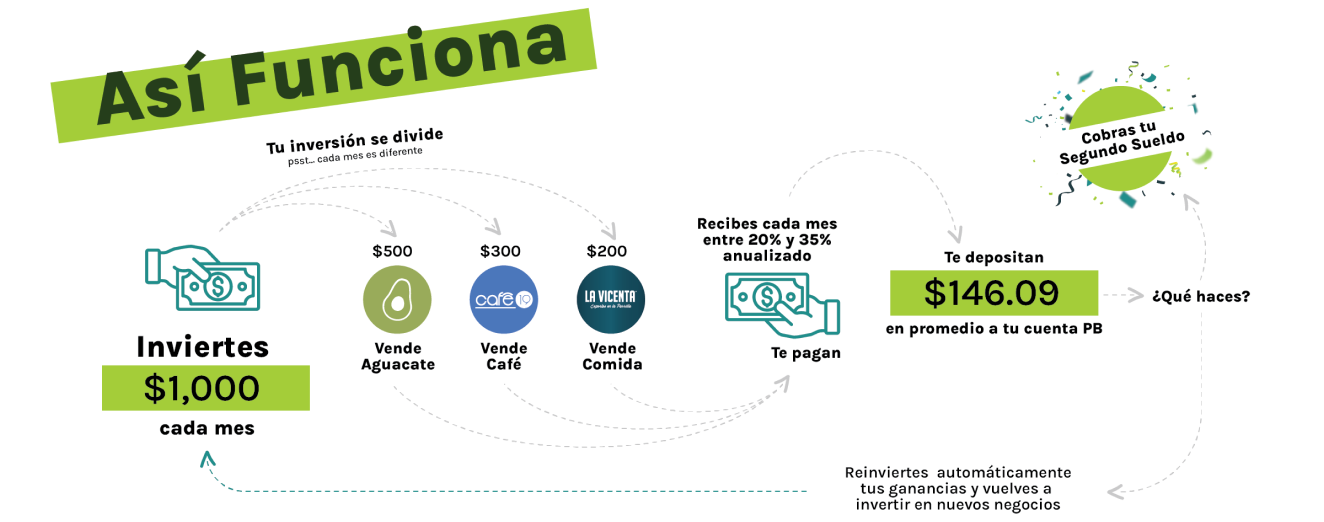 Así Funciona
Tu inversión se divide
psst... cada mes es diferente
Inviertes
$1,000
cada mes
$500
Vende
Aguacate
$300
café 19
Vende
Café
$200
LA VICENTA
Vende
Comida
Recibes cada mes
entre 20% y 35%
anualizado
$
Te pagan
Te depositan
$146.09
en promedio a tu cuenta PB
¿Qué haces?
Cobras tu
Segundo Sueldo
Reinviertes automáticamente
tus ganancias y vuelves a
invertir en nuevos negocios